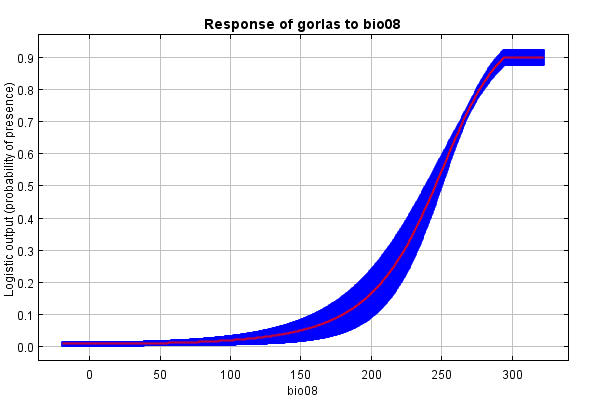 Response of gorlas to bio08
Logistic output (probability of presence)
0.9
0.8
0.7
0.6
0.5
0.4
0.3
0.2
0.1
0.0
0 50 100 150 200 250 300
bio08